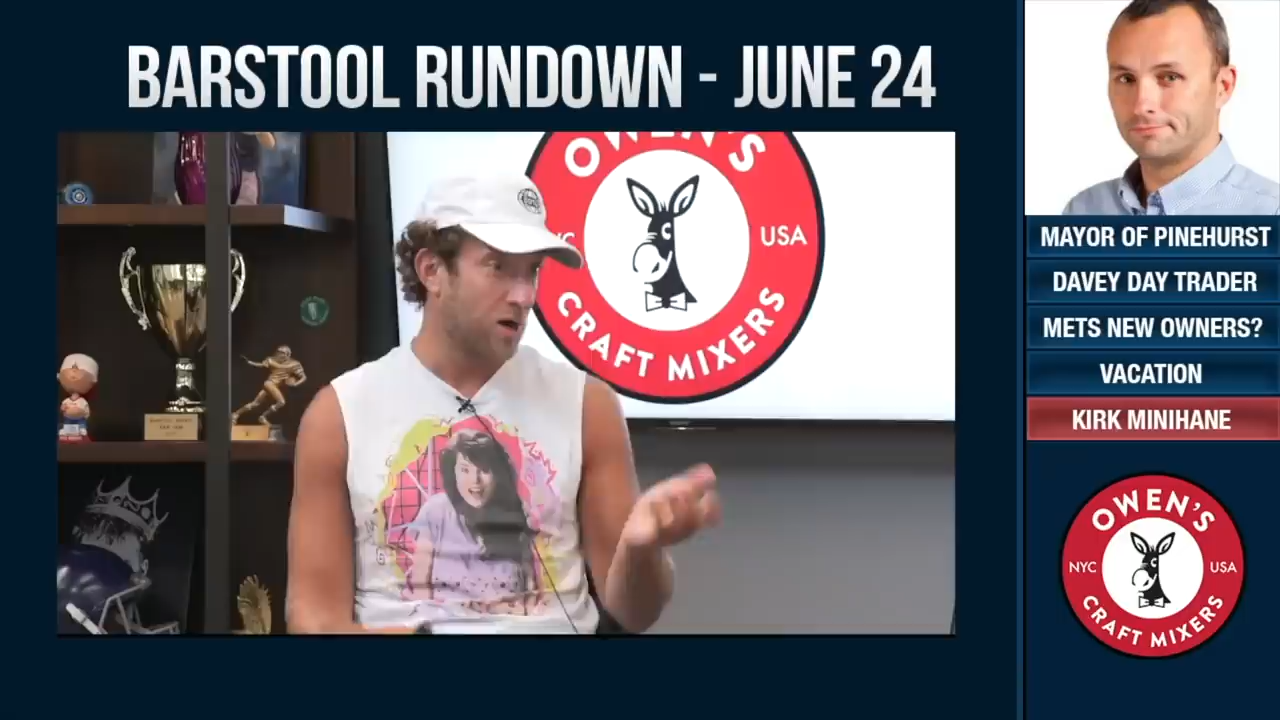 BARSTOOL RUNDOWN - JUNE 24
OWEN'S
USA
CRAFT MIXERS
MAYOR OF PINEHURST
DAVEY DAY TRADER
METS NEW OWNERS?
VACATION
KIRK MINIHANE
OWEN'S
NYC
USA
CRAFT MIXERS